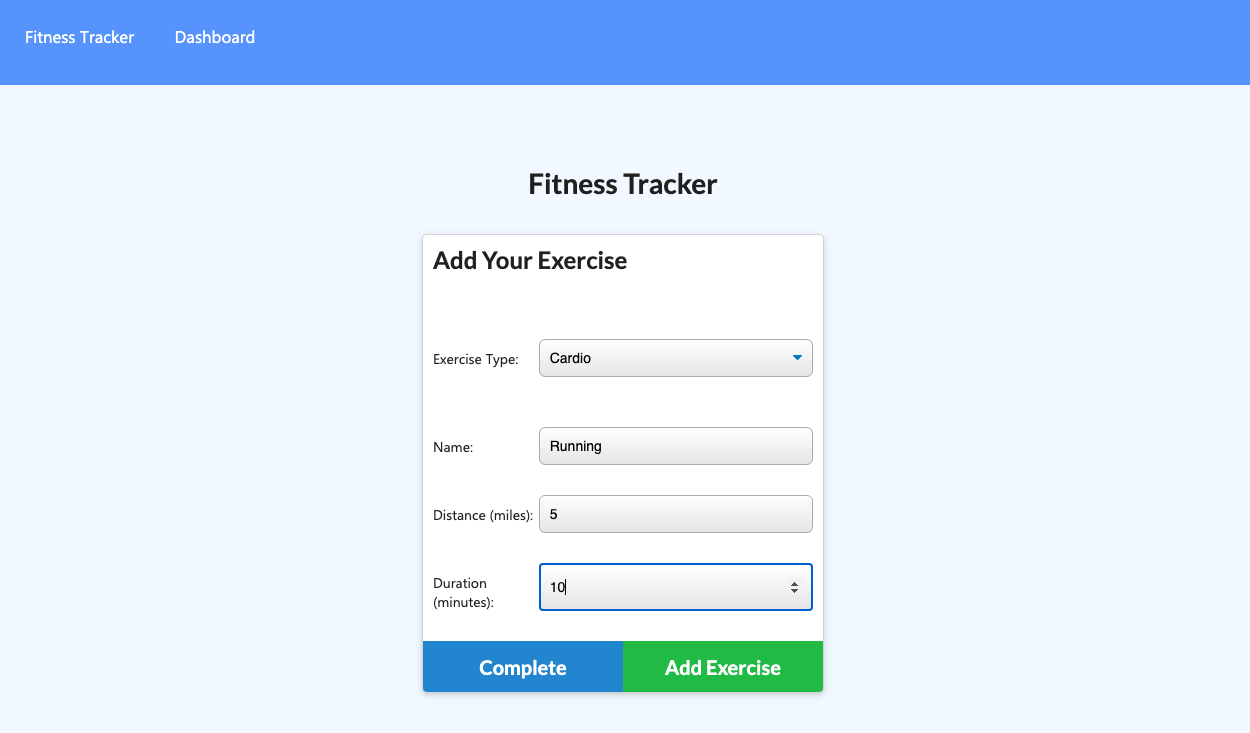 Fitness Tracker Dashboard
Fitness Tracker
Add Your Exercise
Exercise Type: Cardio
Name: Running
Distance (miles): 5
Duration
(minutes): 10
Complete Add Exercise